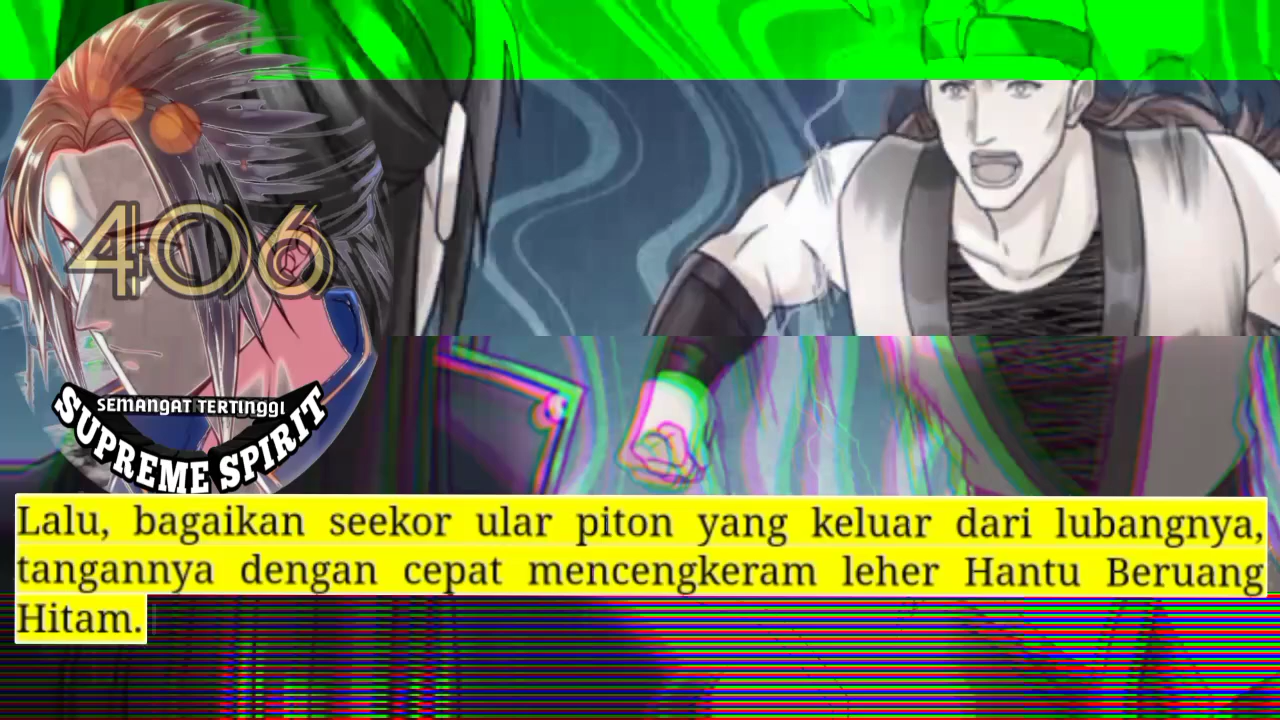 406
SEMANGAT TERTINGGI
SUPREME SPIRIT
Lalu, bagaikan seekor ular piton yang keluar dari lubangnya,
tangannya dengan cepat mencengkeram leher Hantu Beruang
Hitam.